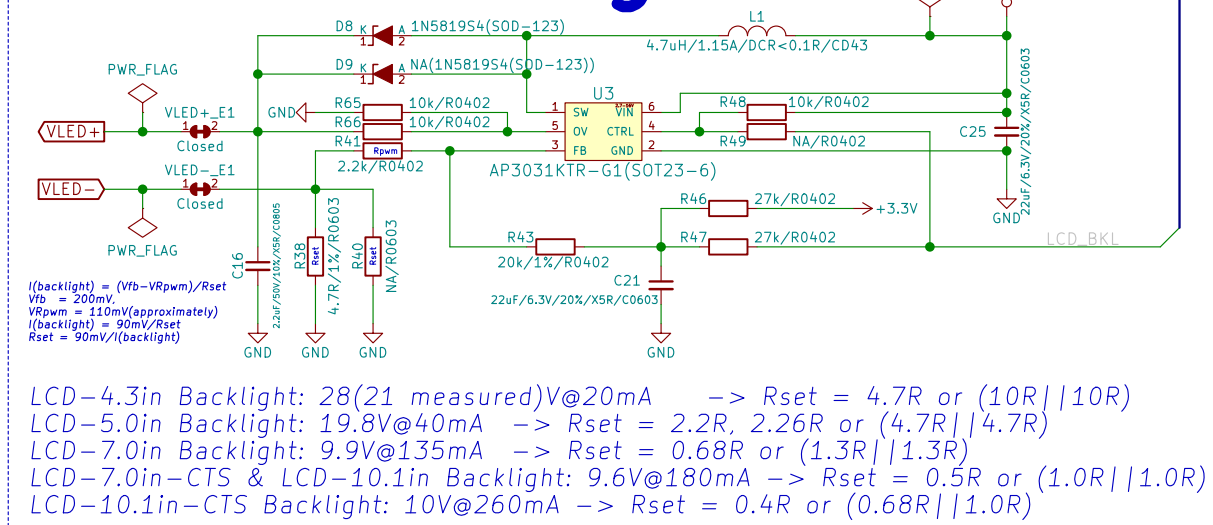 D8 K A 1N5819S4(SOD-123)
1 2
L1
4.7uH/1.15A/DCR<0.1R/CD43
D9 K A NA(1N5819S4(SOD-123))
1 2
PWR_FLAG
VLED+_E1
VLED+ 1 2
Closed
VLED-_E1
VLED- 1 2
Closed
PWR_FLAG
GND
R65 10k/R0402
R66 10k/R0402
R41 Rpwm
2.2k/R0402
U3
1 SW VIN 6
5 OV CTRL 4
3 FB GND 2
2.7-16V
AP3031KTR-G1(SOT23-6)
R48 10k/R0402
R49 NA/R0402
C25
22uF/6.3V/20%/X5R/C0603
GND
R46 27k/R0402 +3.3V
R43 R47 27k/R0402
20k/1%/R0402
LCD_BKL
C21
22uF/6.3V/20%/X5R/C0603
GND
C16
2.2uF/50V/10%/X5R/C0805
GND
R38 Rset
4.7R/1%/R0603
GND
R40 Rset
NA/R0603
GND
I(backlight) = (Vfb-VRpwm)/Rset
Vfb = 200mV,
VRpwm = 110mV(approximately)
I(backlight) = 90mV/Rset
Rset = 90mV/I(backlight)
LCD-4.3in Backlight: 28(21 measured)V@20mA -> Rset = 4.7R or (10R||10R)
LCD-5.0in Backlight: 19.8V@40mA -> Rset = 2.2R, 2.26R or (4.7R||4.7R)
LCD-7.0in Backlight: 9.9V@135mA -> Rset = 0.68R or (1.3R||1.3R)
LCD-7.0in-CTS & LCD-10.1in Backlight: 9.6V@180mA -> Rset = 0.5R or (1.0R||1.0R)
LCD-10.1in-CTS Backlight: 10V@260mA -> Rset = 0.4R or (0.68R||1.0R)